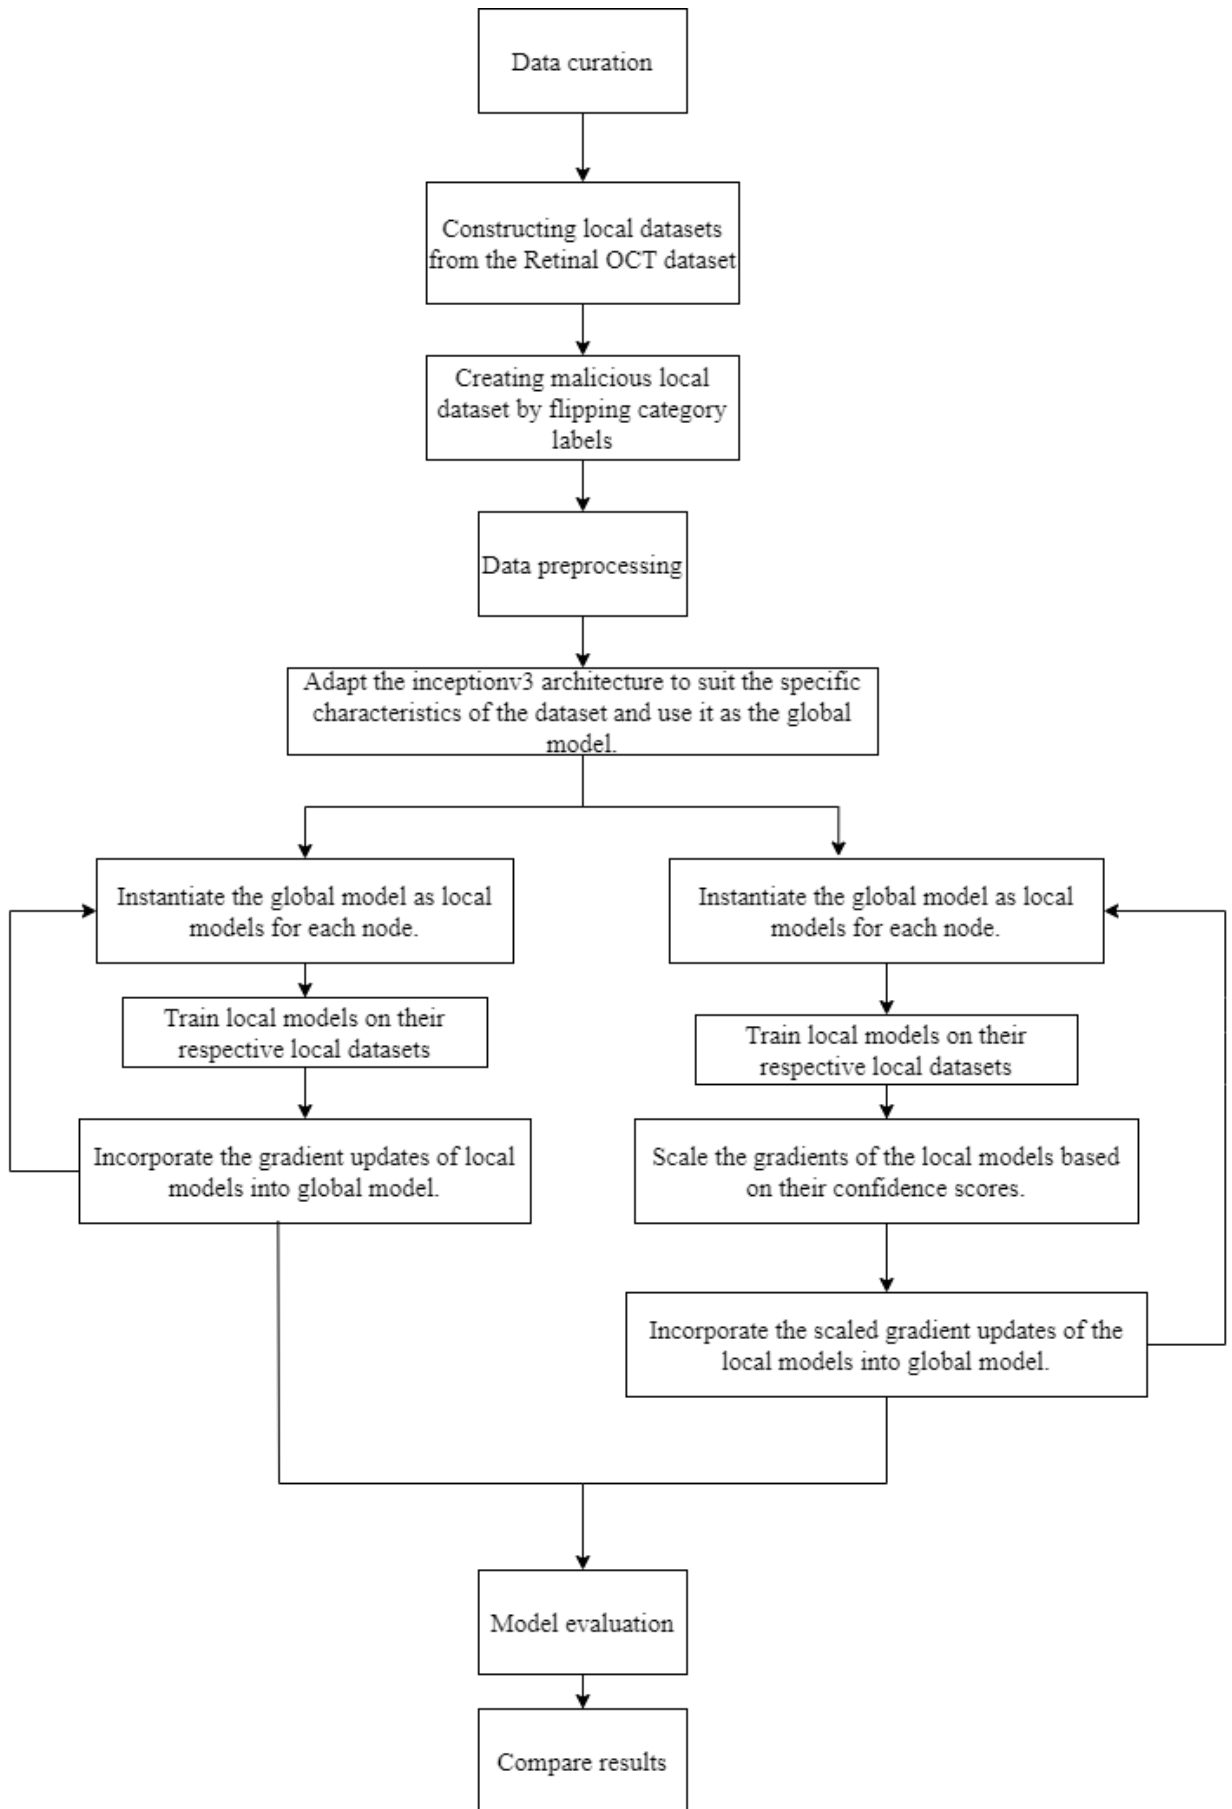 Data curation
Constructing local datasets
from the Retinal OCT dataset
Creating malicious local
dataset by flipping category
labels
Data preprocessing
Adapt the inceptionv3 architecture to suit the specific
characteristics of the dataset and use it as the global
model.
Instantiate the global model as local
models for each node.
Train local models on their
respective local datasets
Incorporate the gradient updates of local
models into global model.
Instantiate the global model as local
models for each node.
Train local models on their
respective local datasets
Scale the gradients of the local models based
on their confidence scores.
Incorporate the scaled gradient updates of the
local models into global model.
Model evaluation
Compare results